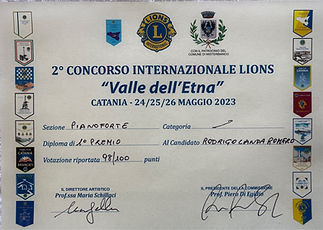 LIONS
CON IL PATROCINIO DEL
COMUNE DI MISTERBIANCO
2° CONCORSO INTERNAZIONALE LIONS
“Valle dell’Etna”
CATANIA - 24/25/26 MAGGIO 2023
Sezione PIANOFORTE Categoria
Diploma di 1° PREMIO Al Candidato RODRIGO LANDA ROMERO
Votazione riportata 98/100 punti
IL DIRETTORE ARTISTICO
Prof.ssa Maria Schillaci
IL PRESIDENTE DELLA COMMISSIONE
Prof. Piero Di Egidio